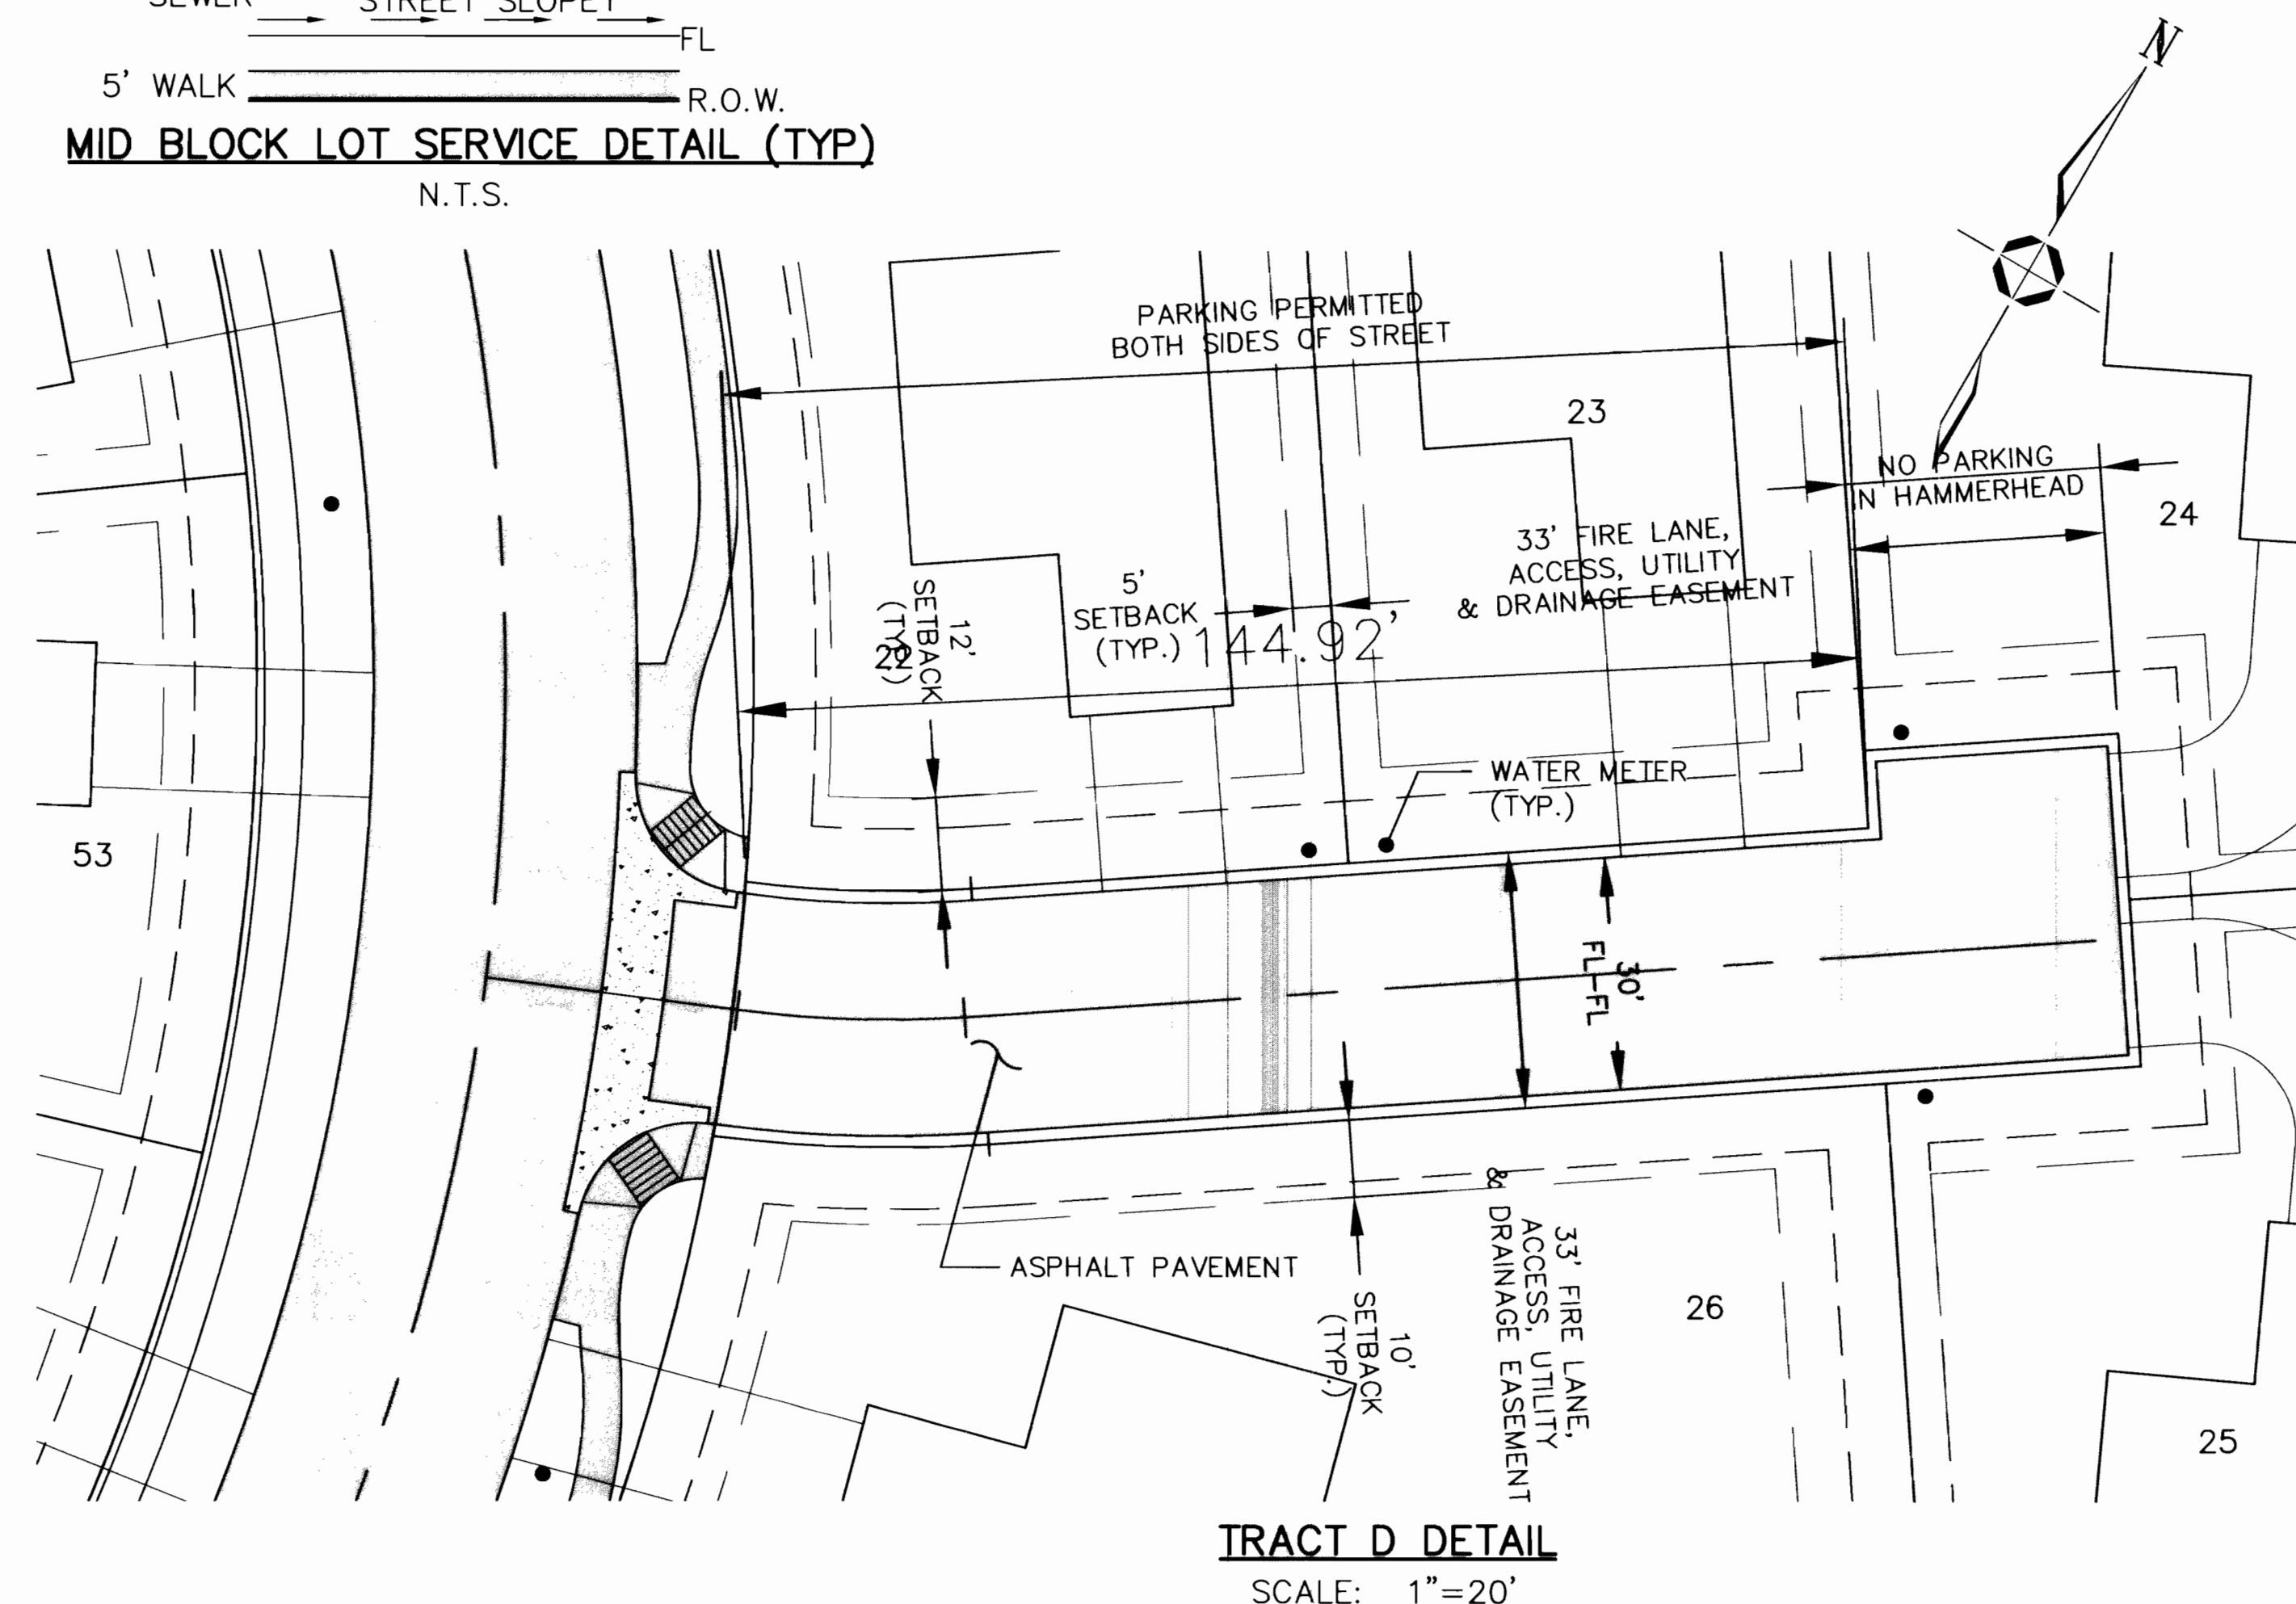 SEWER
STREET SLOPE
FL
5' WALK
R.O.W.
MID BLOCK LOT SERVICE DETAIL (TYP)
N.T.S.
N
PARKING PERMITTED
BOTH SIDES OF STREET
23
NO PARKING
IN HAMMERHEAD
24
33' FIRE LANE,
ACCESS, UTILITY
& DRAINAGE EASEMENT
12'
SETBACK
(TYP.)
22
5'
SETBACK
(TYP.)
144.92'
WATER METER
(TYP.)
53
30'
FL-FL
ASPHALT PAVEMENT
10'
SETBACK
(TYP.)
33' FIRE LANE,
ACCESS, UTILITY
& DRAINAGE EASEMENT
26
25
TRACT D DETAIL
SCALE: 1"=20'